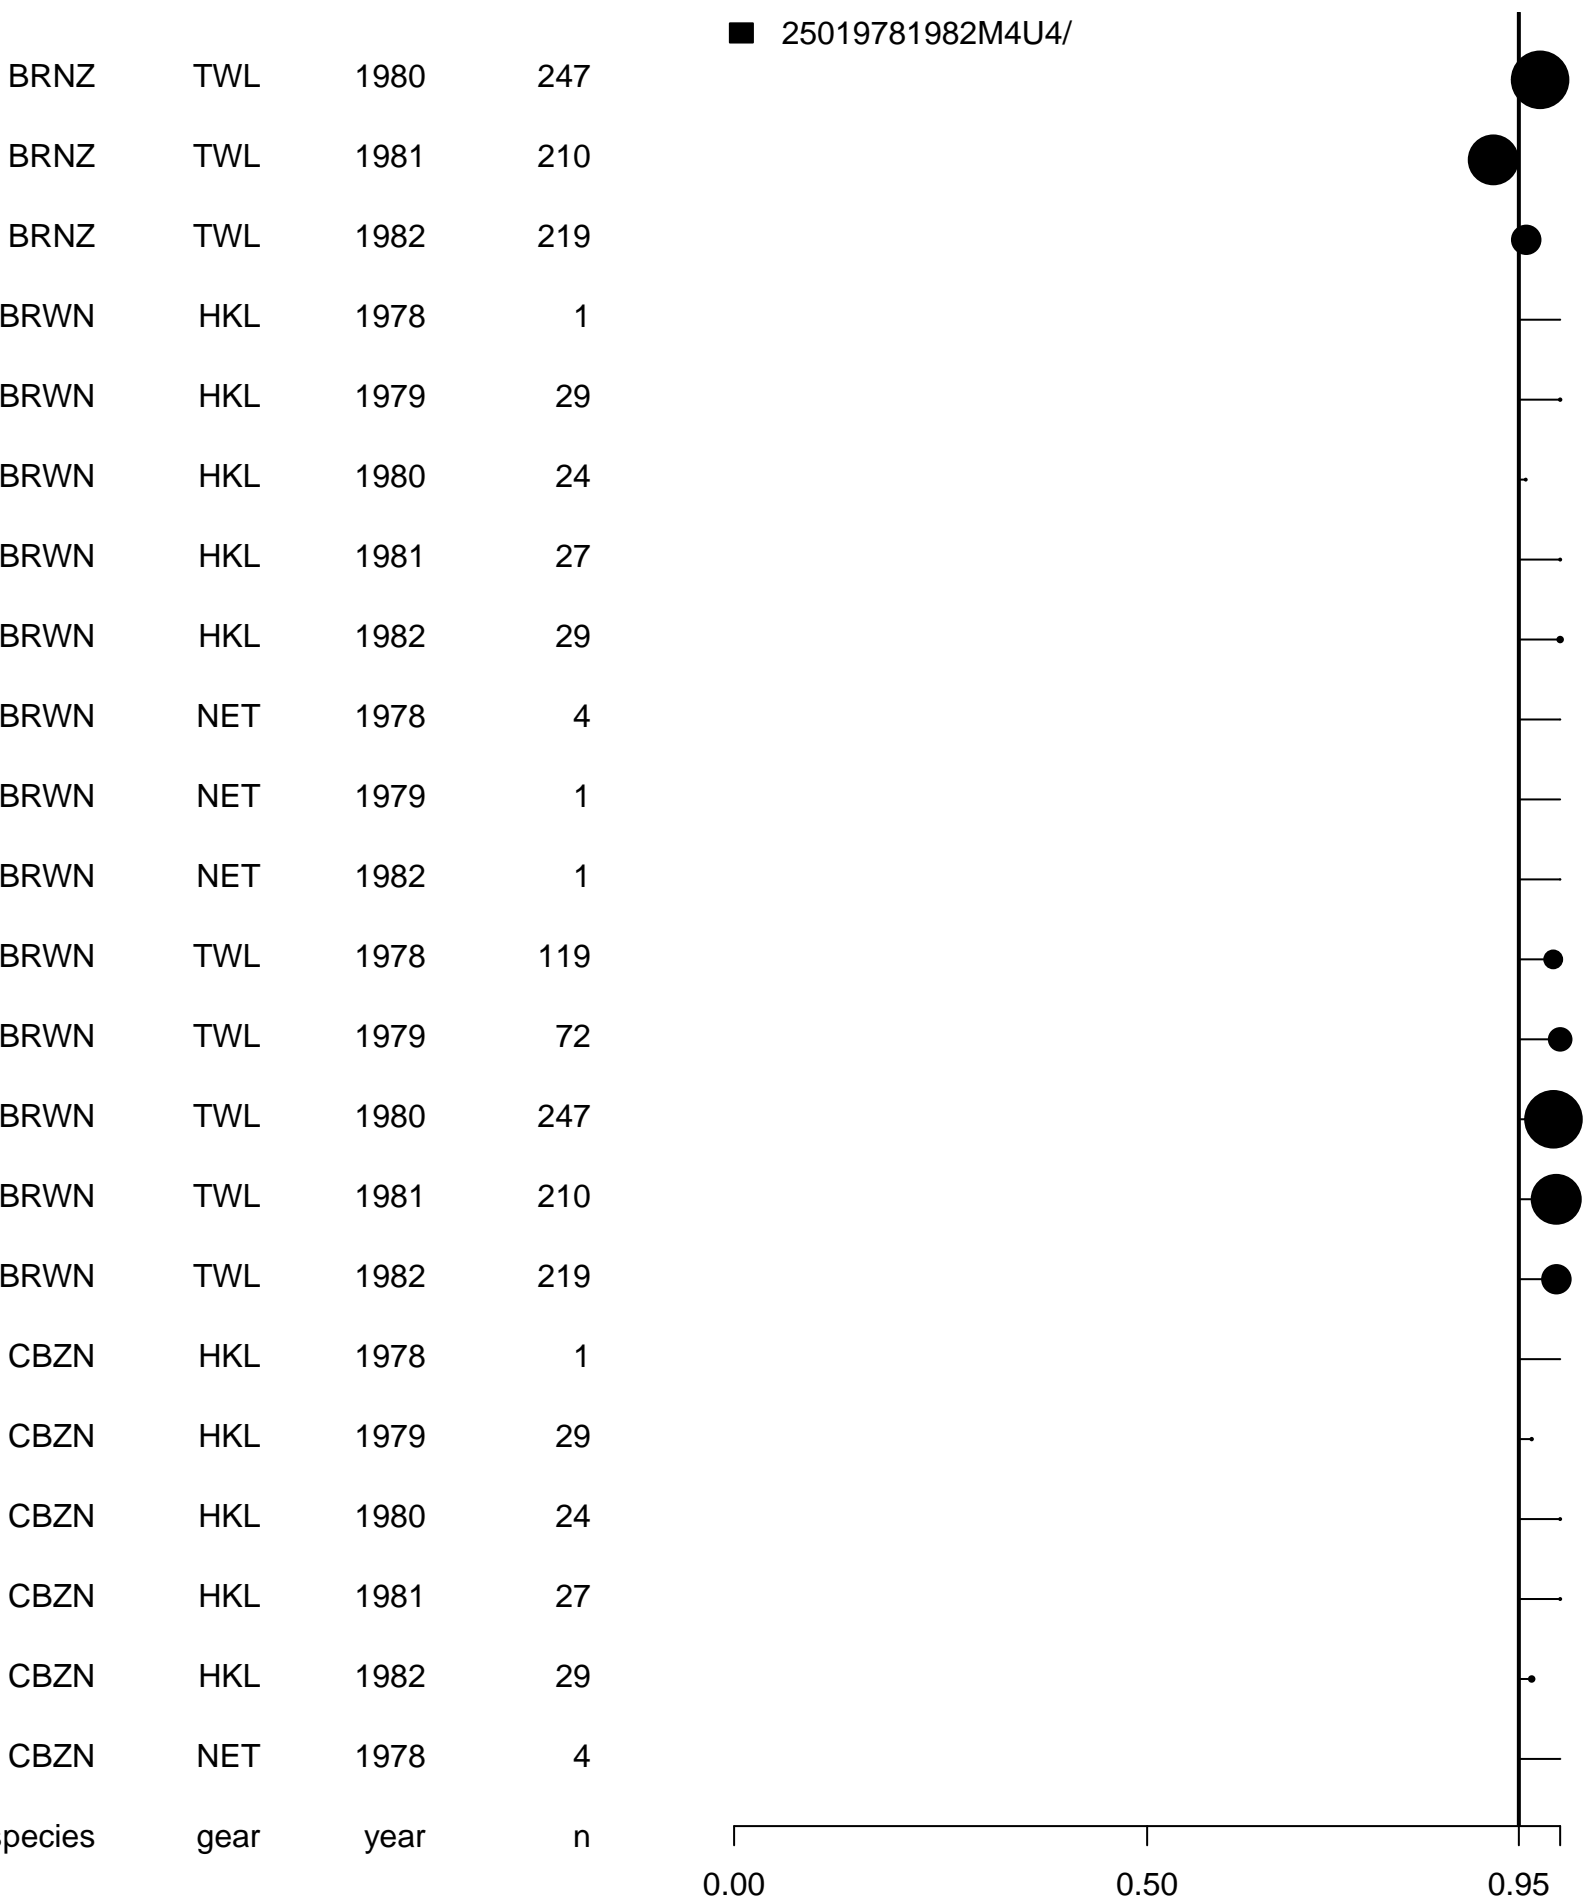 25019781982M4U4/
BRNZ TWL 1980 247
BRNZ TWL 1981 210
BRNZ TWL 1982 219
BRWN HKL 1978 1
BRWN HKL 1979 29
BRWN HKL 1980 24
BRWN HKL 1981 27
BRWN HKL 1982 29
BRWN NET 1978 4
BRWN NET 1979 1
BRWN NET 1982 1
BRWN TWL 1978 119
BRWN TWL 1979 72
BRWN TWL 1980 247
BRWN TWL 1981 210
BRWN TWL 1982 219
CBZN HKL 1978 1
CBZN HKL 1979 29
CBZN HKL 1980 24
CBZN HKL 1981 27
CBZN HKL 1982 29
CBZN NET 1978 4
species gear year n
0.00 0.50 0.95